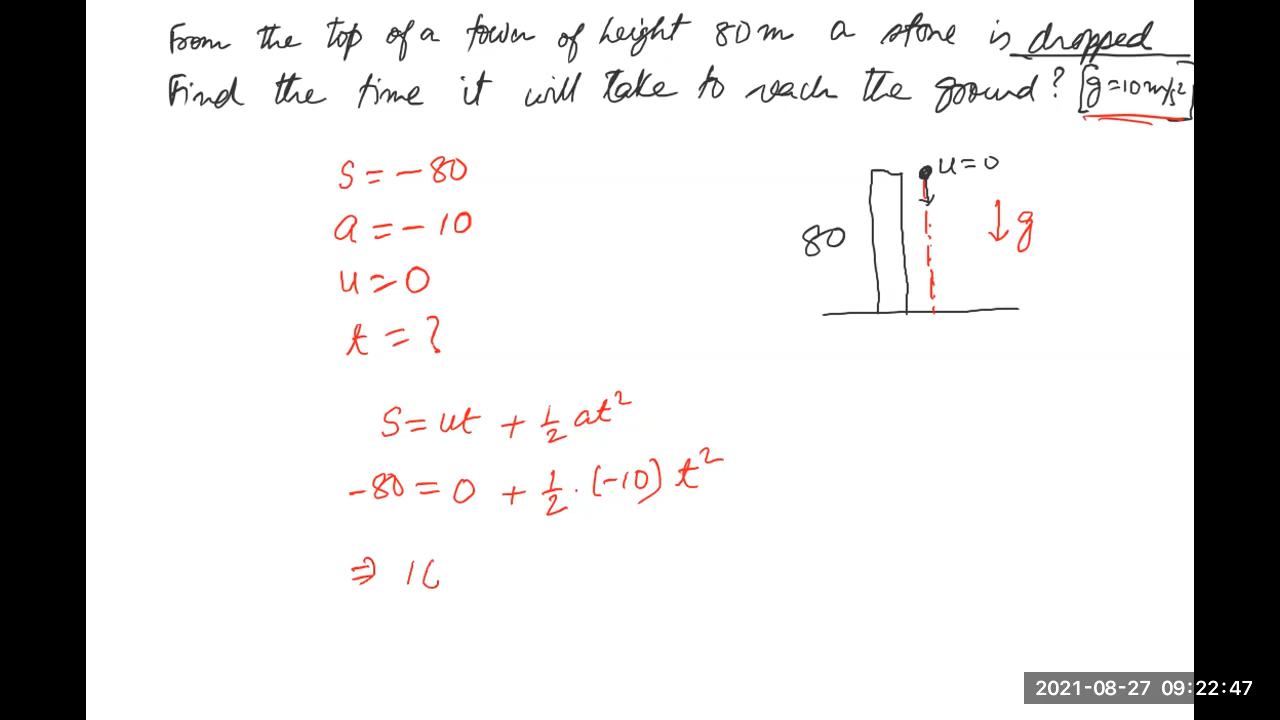 From the top of a tower of height 80m a stone is dropped
Find the time it will take to reach the ground? [g=10m/s²]
S = -80
a = -10
u = 0
t = ?
u=0
80
↓g
S = ut + 1/2 at²
-80 = 0 + 1/2 . (-10) t²
⇒ 16
2021-08-27 09:22:47